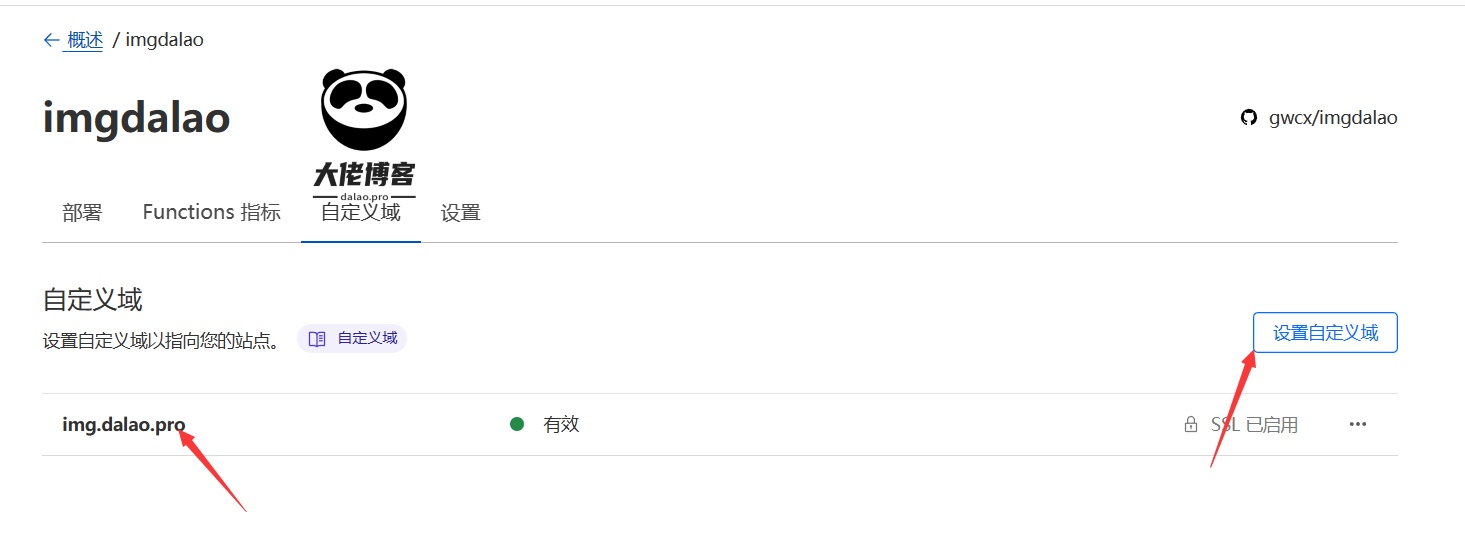 概述 / imgdalao
imgdalao
gwcx/imgdalao
大佬博客
dalao.pro
部署 Functions 指标 自定义域 设置
自定义域
设置自定义域以指向您的站点。 自定义域
设置自定义域
img.dalao.pro 有效 SSL 已启用